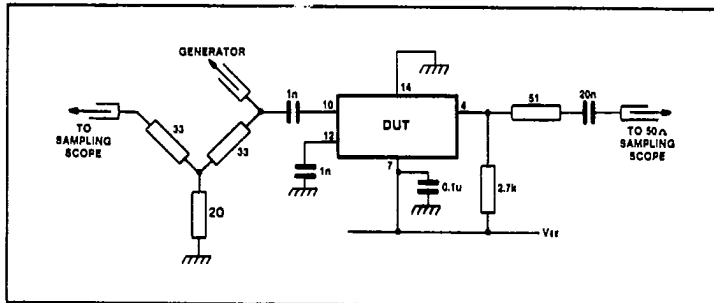 GENERATOR
1n
10
14
4
51
20n
TO
SAMPLING
SCOPE
33
33
12
DUT
TO 50Ω
SAMPLING
SCOPE
1n
7
0.1u
2.7k
20
VEE